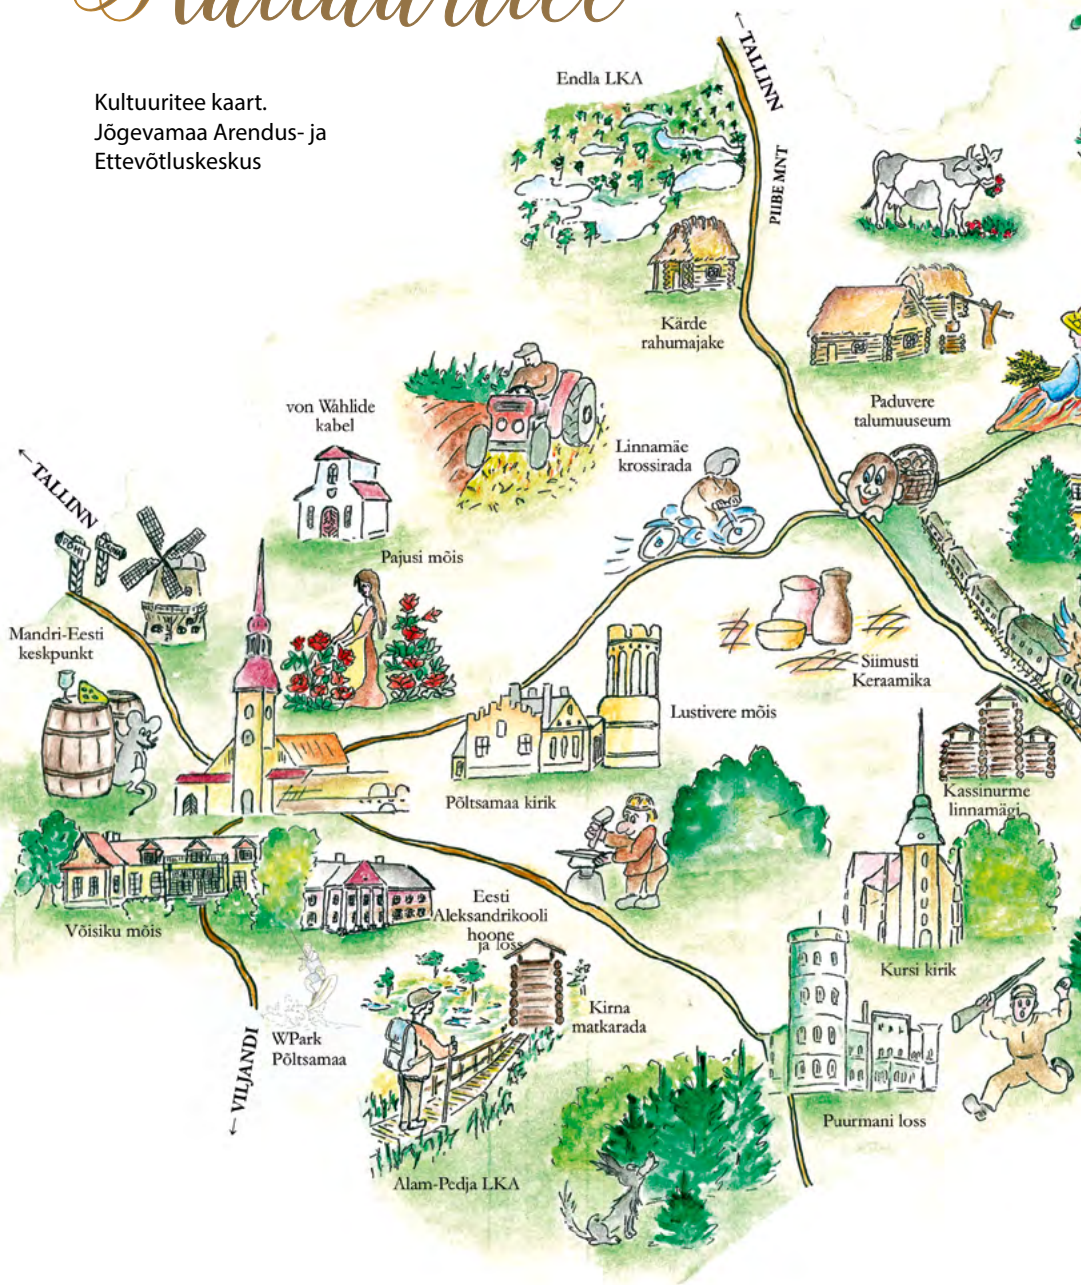 Kultuuritee
Kultuuritee kaart.
Jõgevamaa Arendus- ja
Ettevõtluskeskus
← TALLINN
PIIBE MNT
Endla LKA
Kärde
rahumajake
Paduvere
talumuuseum
von Wahlide
kabel
Linnamäe
krossirada
← TALLINN
Pajusi mõis
Mandri-Eesti
keskpunkt
Siimusti
Keraamika
Lustivere mõis
Kassinurme
linnamägi
Põltsamaa kirik
Võisiku mõis
Eesti
Aleksandrikooli
hoone
ja loss
Kursi kirik
Kirna
matkarada
WPark
Põltsamaa
← VILJANDI
Puurmani loss
Alam-Pedja LKA